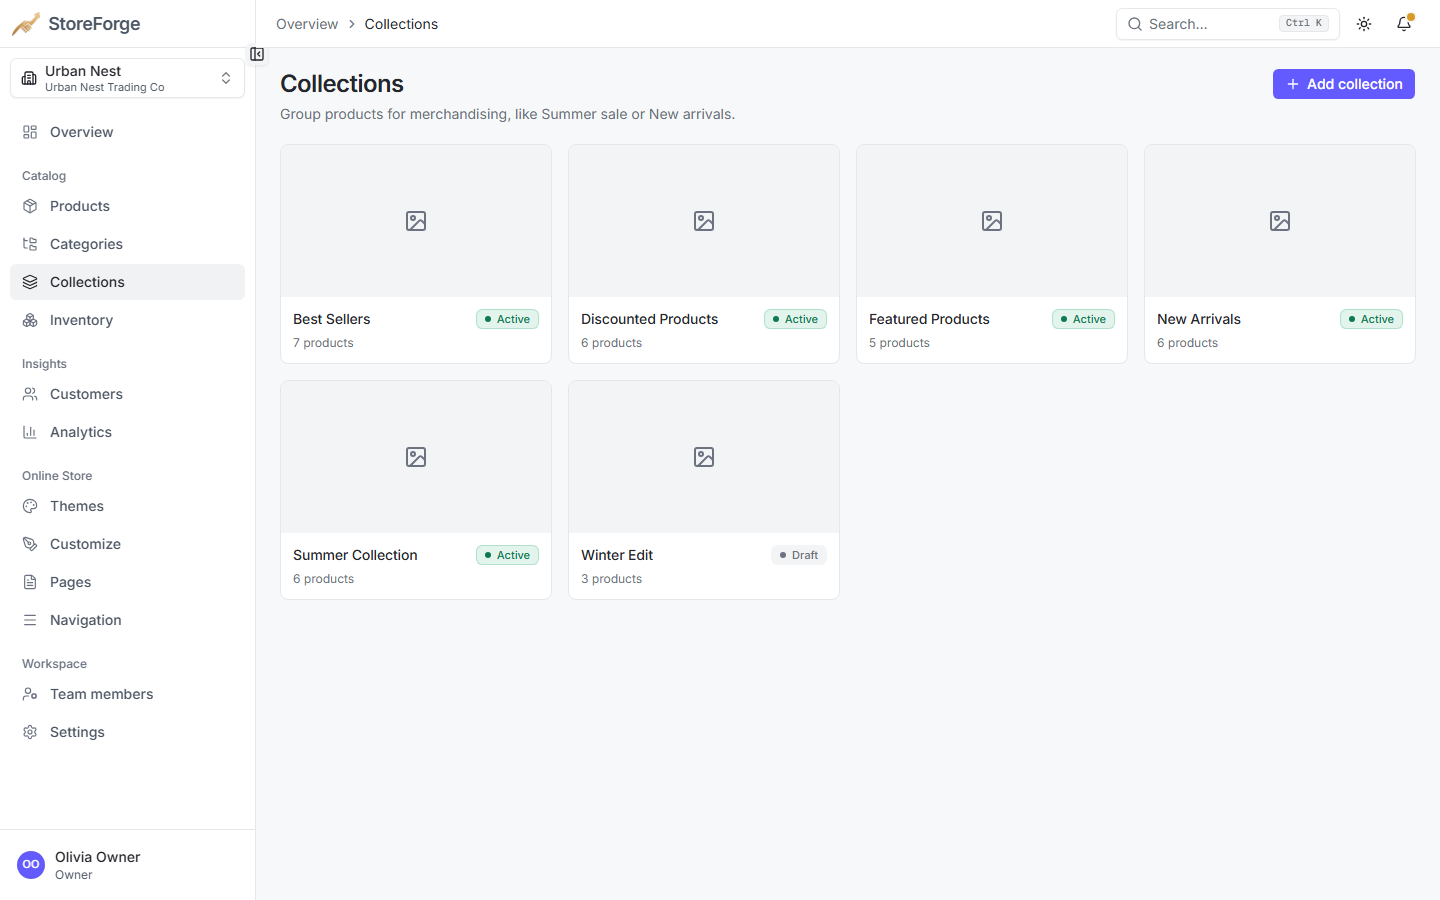 StoreForge
Overview > Collections
Search...
Ctrl K
Urban Nest
Urban Nest Trading Co
Overview
Catalog
Products
Categories
Collections
Inventory
Insights
Customers
Analytics
Online Store
Themes
Customize
Pages
Navigation
Workspace
Team members
Settings
OO
Olivia Owner
Owner
Collections
Group products for merchandising, like Summer sale or New arrivals.
Add collection
Best Sellers
Active
7 products
Discounted Products
Active
6 products
Featured Products
Active
5 products
New Arrivals
Active
6 products
Summer Collection
Active
6 products
Winter Edit
Draft
3 products